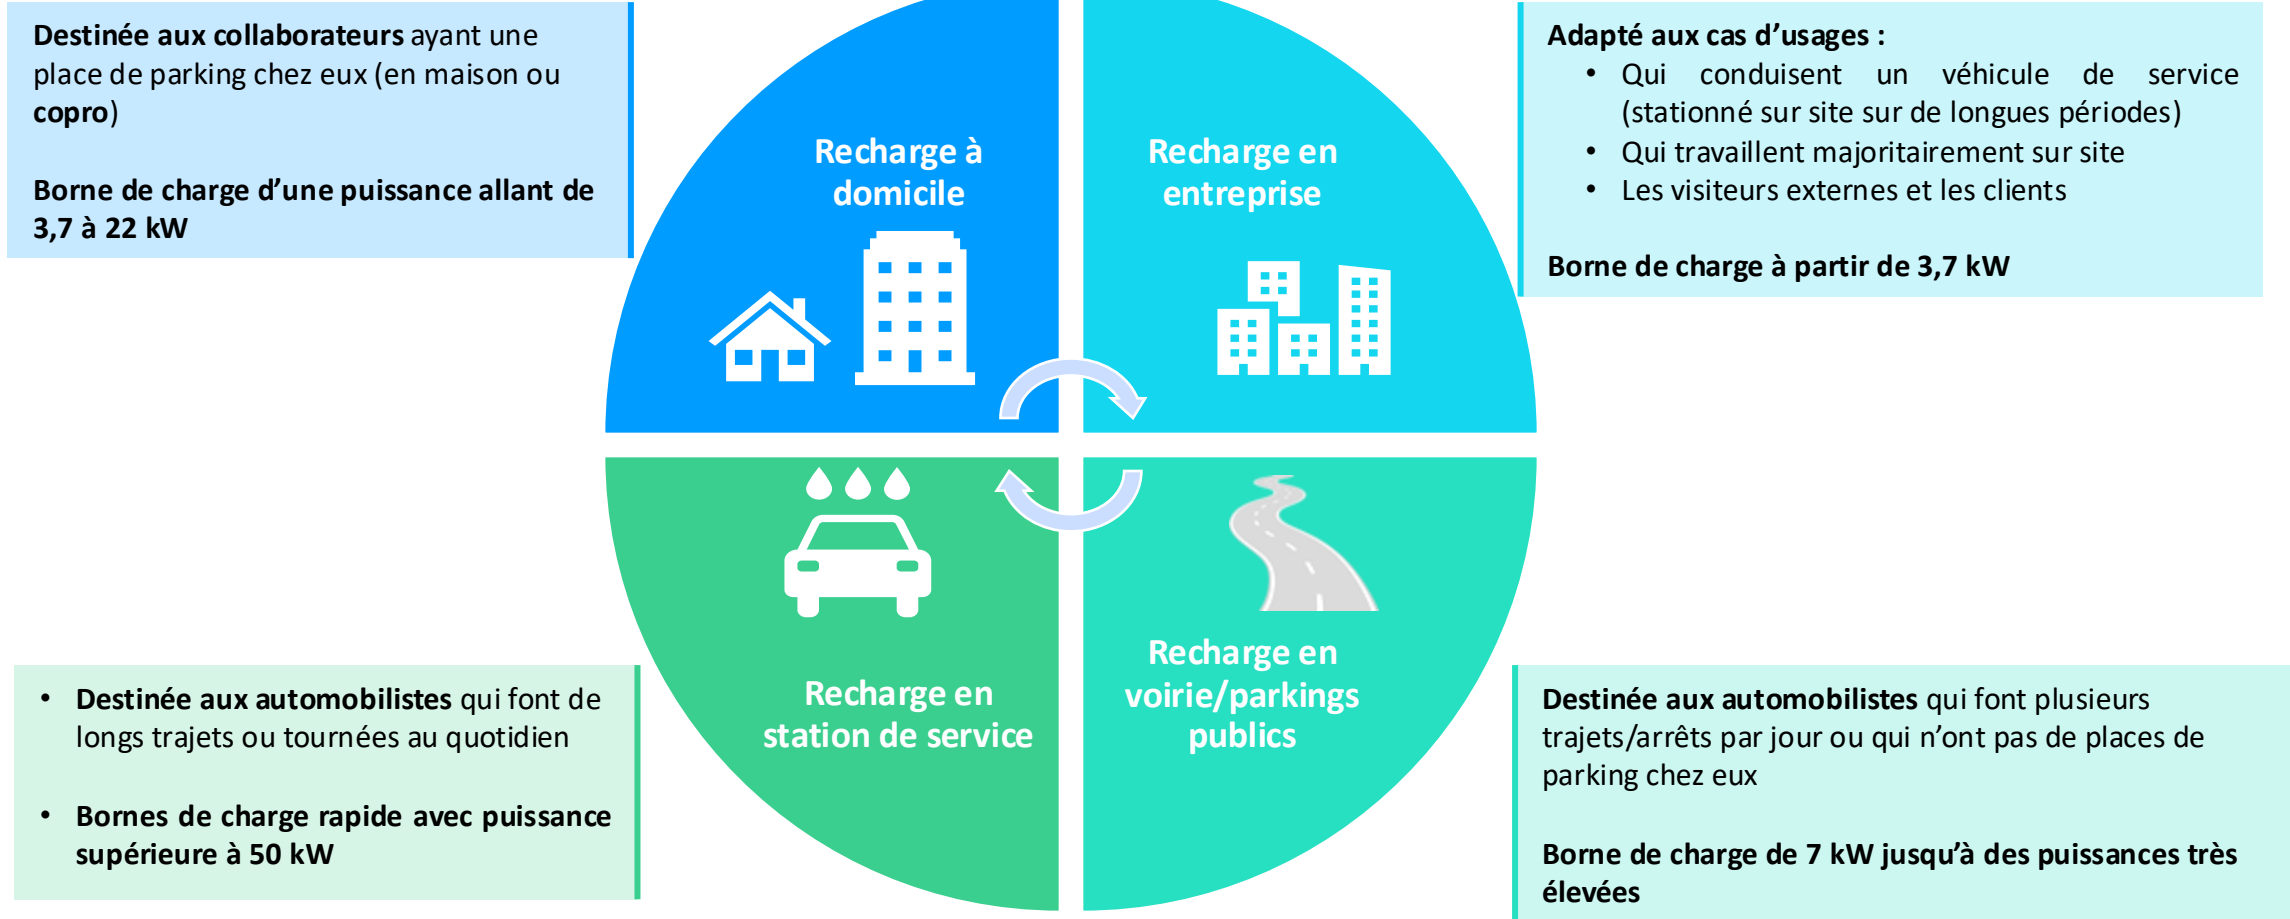 Destinée aux collaborateurs ayant une
place de parking chez eux (en maison ou
copro)
Borne de charge d’une puissance allant de
3,7 à 22 kW
Recharge à
domicile
Recharge en
entreprise
Adapté aux cas d’usages :
• Qui conduisent un véhicule de service
(stationné sur site sur de longues périodes)
• Qui travaillent majoritairement sur site
• Les visiteurs externes et les clients
Borne de charge à partir de 3,7 kW
• Destinée aux automobilistes qui font de
longs trajets ou tournées au quotidien
• Bornes de charge rapide avec puissance
supérieure à 50 kW
Recharge en
station de service
Recharge en
voirie/parkings
publics
Destinée aux automobilistes qui font plusieurs
trajets/arrêts par jour ou qui n’ont pas de places de
parking chez eux
Borne de charge de 7 kW jusqu’à des puissances très
élevées